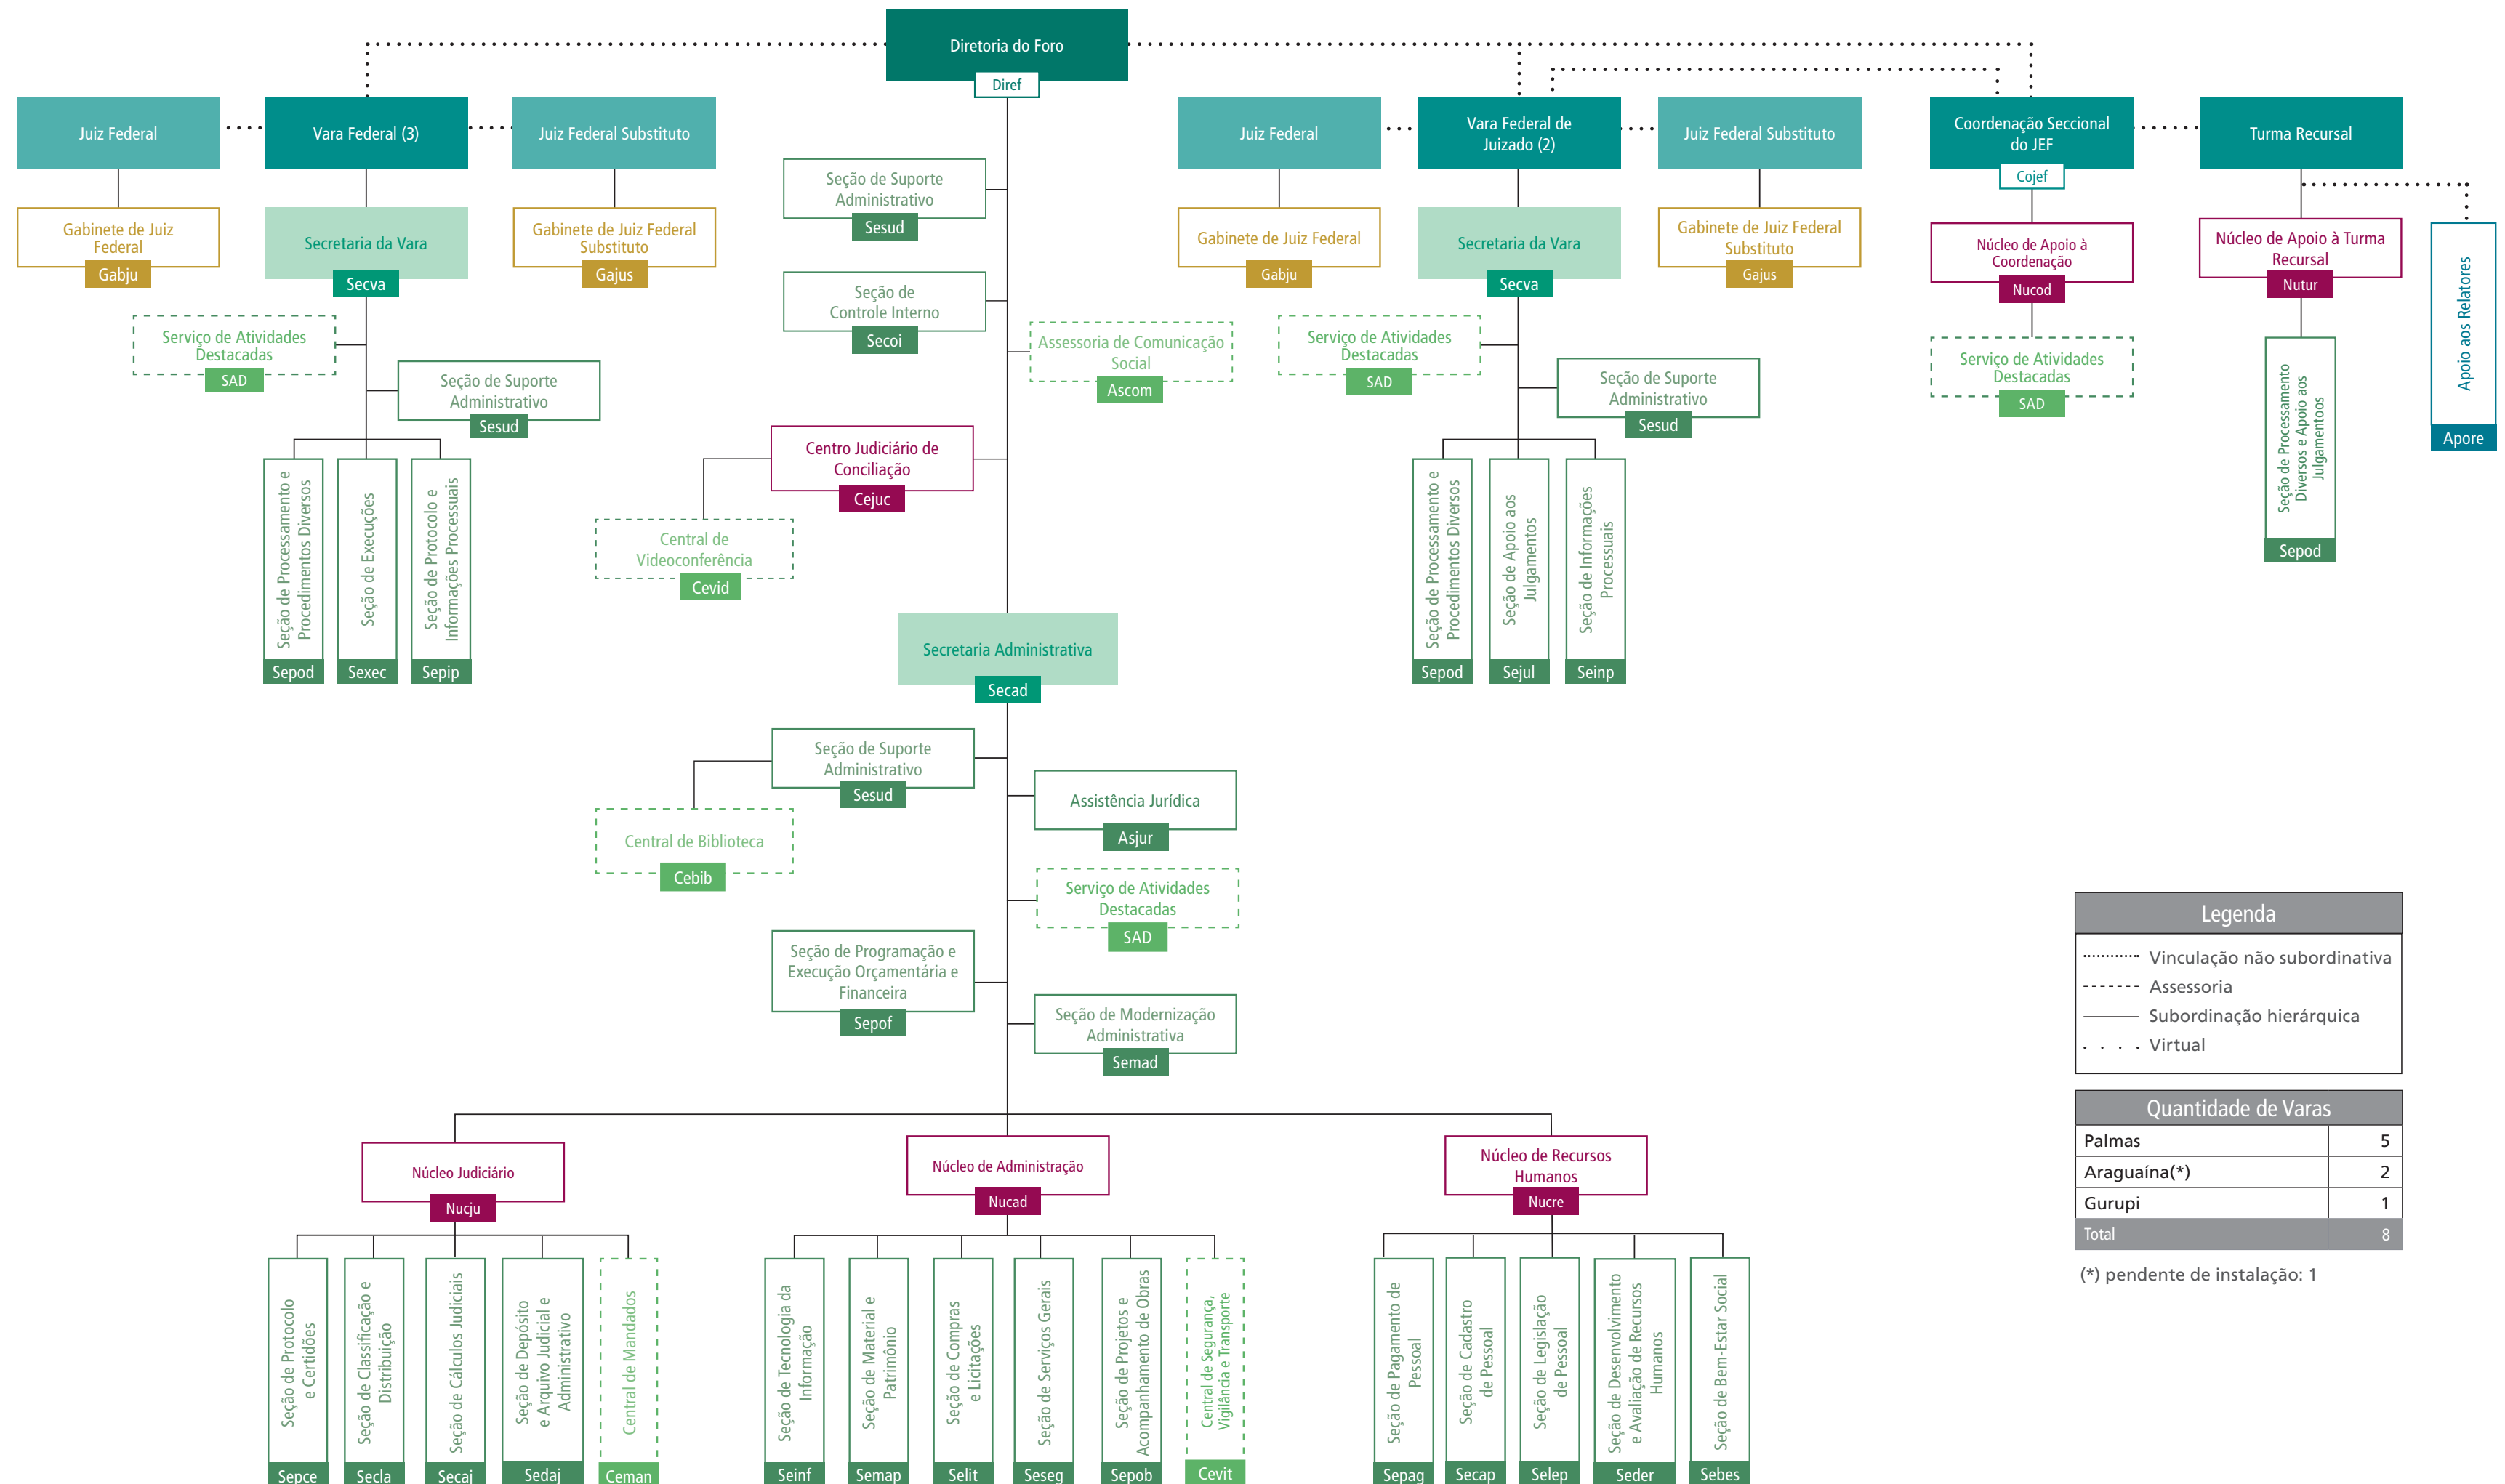 Diretoria do Foro
Diref
Juiz Federal
Vara Federal (3)
Juiz Federal Substituto
Gabinete de Juiz
Federal
Gabju
Secretaria da Vara
Secva
Gabinete de Juiz Federal
Substituto
Gajus
Serviço de Atividades
Destacadas
SAD
Seção de Suporte
Administrativo
Sesud
Seção de Processamento e
Procedimentos Diversos
Sepod
Seção de Execuções
Sexec
Seção de Protocolo e
Informações Processuais
Sepip
Seção de Suporte
Administrativo
Sesud
Seção de
Controle Interno
Secoi
Assessoria de Comunicação
Social
Ascom
Centro Judiciário de
Conciliação
Cejuc
Central de
Videoconferência
Cevid
Juiz Federal
Vara Federal de
Juizado (2)
Juiz Federal Substituto
Gabinete de Juiz Federal
Gabju
Secretaria da Vara
Secva
Gabinete de Juiz Federal
Substituto
Gajus
Serviço de Atividades
Destacadas
SAD
Seção de Suporte
Administrativo
Sesud
Seção de Processamento e
Procedimentos Diversos
Sepod
Seção de Apoio aos
Julgamentos
Sejul
Seção de Informações
Processuais
Seinp
Coordenação Seccional
do JEF
Cojef
Núcleo de Apoio à
Coordenação
Nucod
Serviço de Atividades
Destacadas
SAD
Turma Recursal
Núcleo de Apoio à Turma
Recursal
Nutur
Seção de Processamento
Diversos e Apoio aos
Julgamentoos
Sepod
Apoio aos Relatores
Apore
Secretaria Administrativa
Secad
Seção de Suporte
Administrativo
Sesud
Central de Biblioteca
Cebib
Assistência Jurídica
Asjur
Serviço de Atividades
Destacadas
SAD
Seção de Programação e
Execução Orçamentária e
Financeira
Sepof
Seção de Modernização
Administrativa
Semad
Núcleo Judiciário
Nucju
Seção de Protocolo
e Certidões
Sepce
Seção de Classificação e
Distribuição
Secla
Seção de Cálculos Judiciais
Secaj
Seção de Depósito
e Arquivo Judicial e
Administrativo
Sedaj
Central de Mandados
Ceman
Núcleo de Administração
Nucad
Seção de Tecnologia da
Informação
Seinf
Seção de Material e
Patrimônio
Semap
Seção de Compras
e Licitações
Selit
Seção de Serviços Gerais
Seseg
Seção de Projetos e
Acompanhamento de Obras
Sepob
Central de Segurança,
Vigilância e Transporte
Cevit
Núcleo de Recursos
Humanos
Nucre
Seção de Pagamento de
Pessoal
Sepag
Seção de Cadastro
de Pessoal
Secap
Seção de Legislação
de Pessoal
Selep
Seção de Desenvolvimento
e Avaliação de Recursos
Humanos
Seder
Seção de Bem-Estar Social
Sebes
Legenda
Vinculação não subordinativa
Assessoria
Subordinação hierárquica
Virtual
Quantidade de Varas
Palmas 5
Araguaína(*) 2
Gurupi 1
Total 8
(*) pendente de instalação: 1